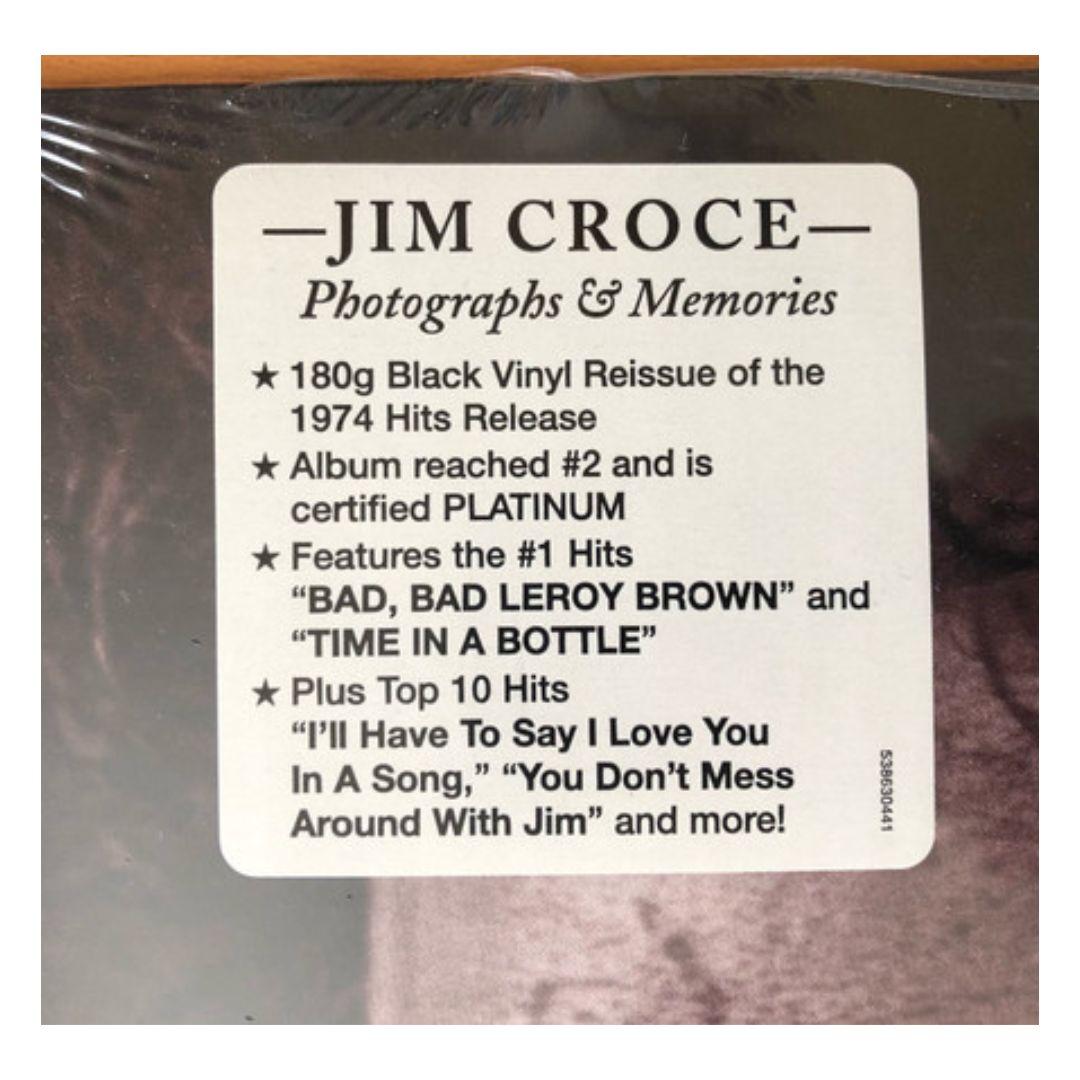 —JIM CROCE—
Photographs & Memories
★ 180g Black Vinyl Reissue of the
1974 Hits Release
★ Album reached #2 and is
certified PLATINUM
★ Features the #1 Hits
“BAD, BAD LEROY BROWN” and
“TIME IN A BOTTLE”
★ Plus Top 10 Hits
“I’ll Have To Say I Love You
In A Song,” “You Don’t Mess
Around With Jim” and more!
538630441